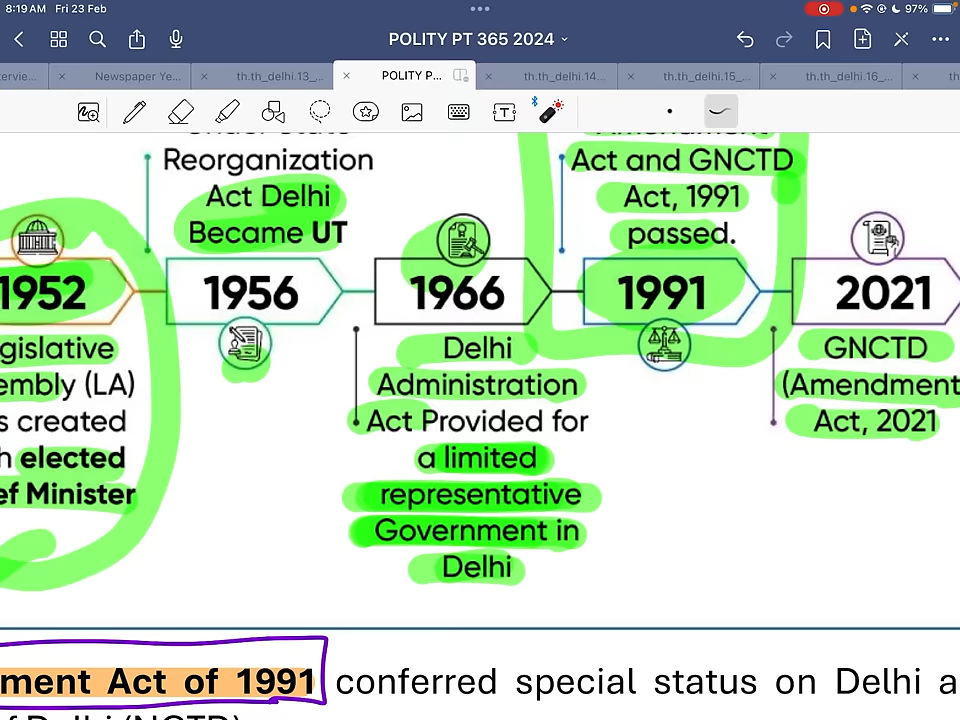 8:19 AM Fri 23 Feb
97%
POLITY PT 365 2024
Newspaper Ye...
th.th_delhi.13_...
POLITY P...
th.th_delhi.14...
th.th_delhi.15_...
th.th_delhi.16_...
Reorganization
Act Delhi
Became UT
Act and GNCTD
Act, 1991
passed.
1952
1956
1966
1991
2021
gislative
embly (LA)
s created
h elected
ef Minister
Delhi
Administration
Act Provided for
a limited
representative
Government in
Delhi
GNCTD
(Amendment
Act, 2021
ment Act of 1991 conferred special status on Delhi a